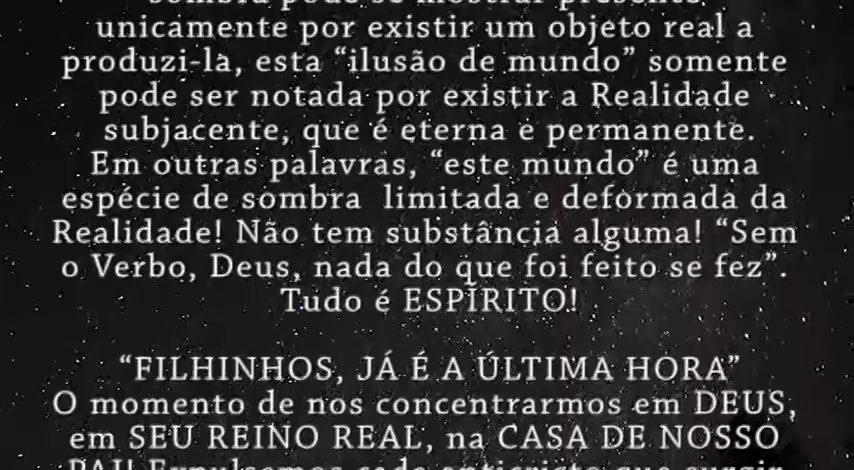 sombra pode se mostrar presente
unicamente por existir um objeto real a
produzi-la, esta “ilusão de mundo” somente
pode ser notada por existir a Realidade
subjacente, que é eterna e permanente.
Em outras palavras, “este mundo” é uma
espécie de sombra limitada e deformada da
Realidade! Não tem substância alguma! “Sem
o Verbo, Deus, nada do que foi feito se fez”.
Tudo é ESPÍRITO!
“FILHINHOS, JÁ É A ÚLTIMA HORA”
O momento de nos concentrarmos em DEUS,
em SEU REINO REAL, na CASA DE NOSSO
PAI! Expulsemos cada anticristo que surgir